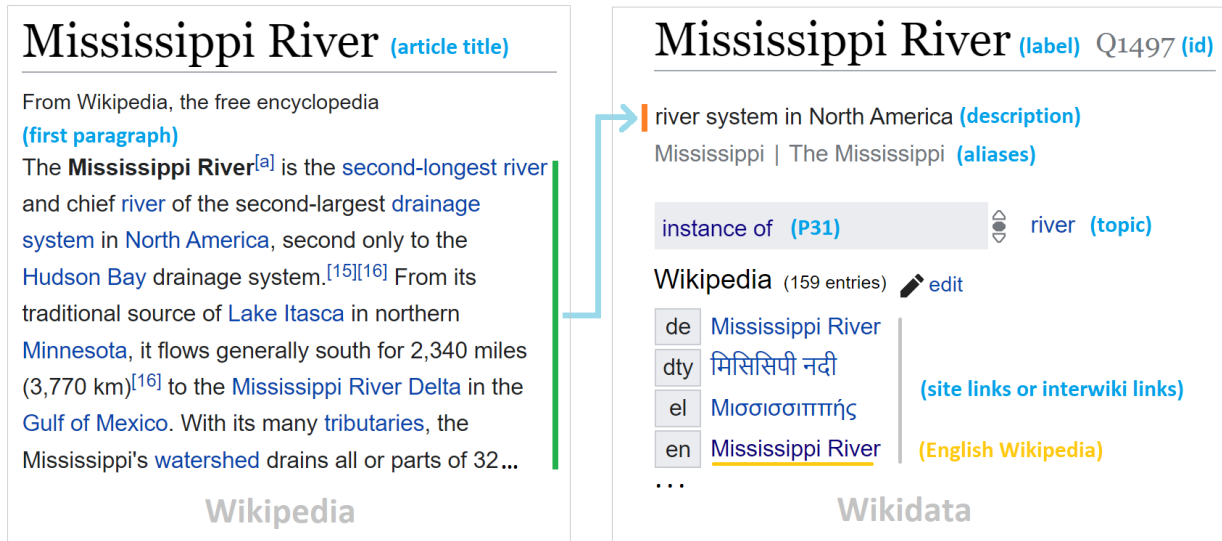 Mississippi River (article title)
From Wikipedia, the free encyclopedia
(first paragraph)
The Mississippi River[a] is the second-longest river
and chief river of the second-largest drainage
system in North America, second only to the
Hudson Bay drainage system.[15][16] From its
traditional source of Lake Itasca in northern
Minnesota, it flows generally south for 2,340 miles
(3,770 km)[16] to the Mississippi River Delta in the
Gulf of Mexico. With its many tributaries, the
Mississippi's watershed drains all or parts of 32...
Wikipedia
Mississippi River (label) Q1497 (id)
river system in North America (description)
Mississippi | The Mississippi (aliases)
instance of (P31) river (topic)
Wikipedia (159 entries) edit
de Mississippi River
dty मिसिसिपी नदी
el Μισσισσιππής
en Mississippi River
(site links or interwiki links)
(English Wikipedia)
...
Wikidata